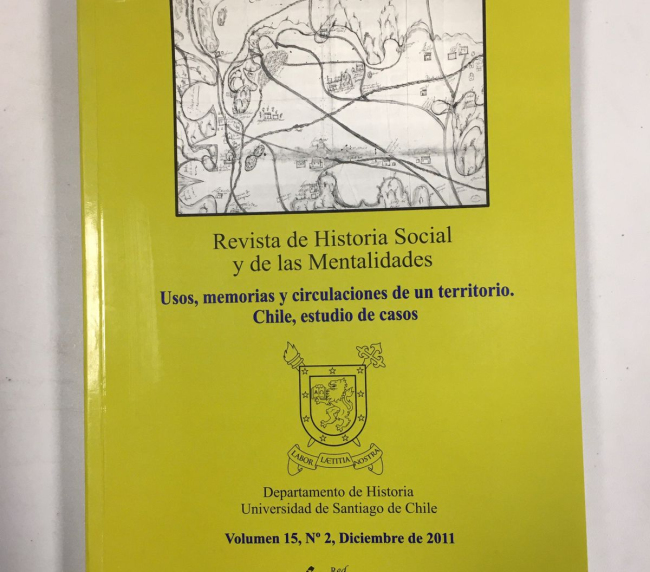 Revista de Historia Social
y de las Mentalidades
Usos, memorias y circulaciones de un territorio.
Chile, estudio de casos
LABOR LÆTITIA NOSTRA
Departamento de Historia
Universidad de Santiago de Chile
Volumen 15, Nº 2, Diciembre de 2011
Red